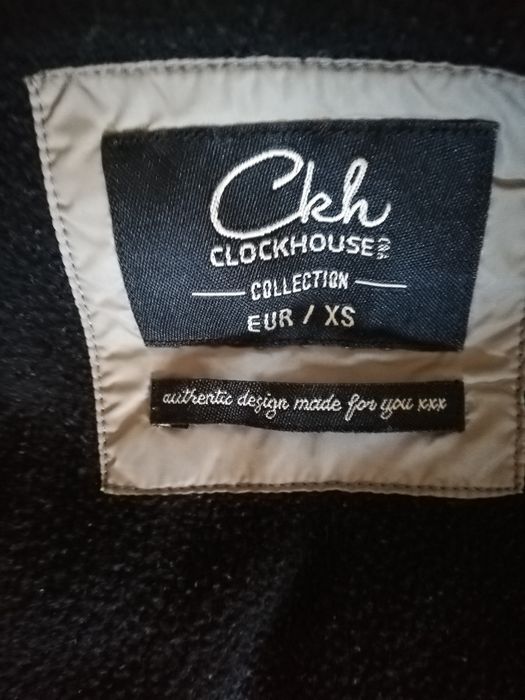 Ckh
CLOCKHOUSE C&A
COLLECTION
EUR / XS
authentic design made for you xxx